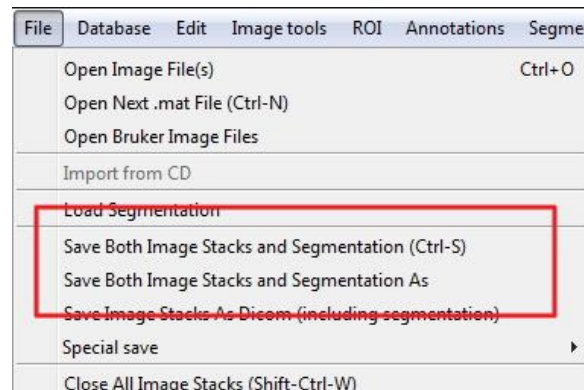 File Database Edit Image tools ROI Annotations Segme
Open Image File(s) Ctrl+O
Open Next .mat File (Ctrl-N)
Open Bruker Image Files
Import from CD
Load Segmentation
Save Both Image Stacks and Segmentation (Ctrl-S)
Save Both Image Stacks and Segmentation As
Save Image Stacks As Dicom (including segmentation)
Special save
Close All Image Stacks (Shift-Ctrl-W)